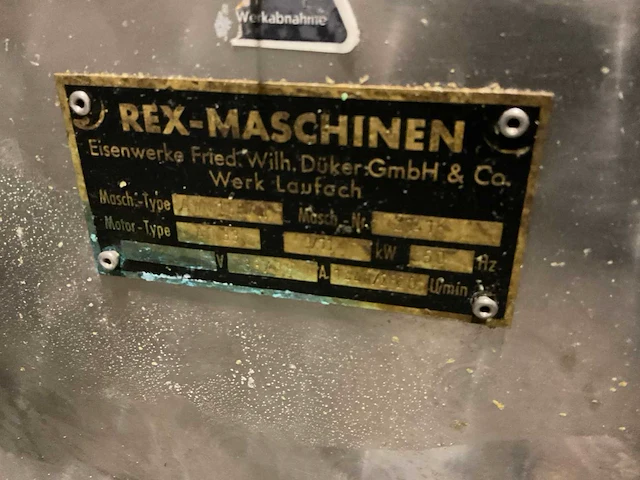 Werkabnahme
REX-MASCHINEN
Eisenwerke Fried. Wilh. Düker GmbH & Co.
Werk Laufach
Masch.-Type Masch.-Nr.
Motor-Type kW Hz
V A U/min